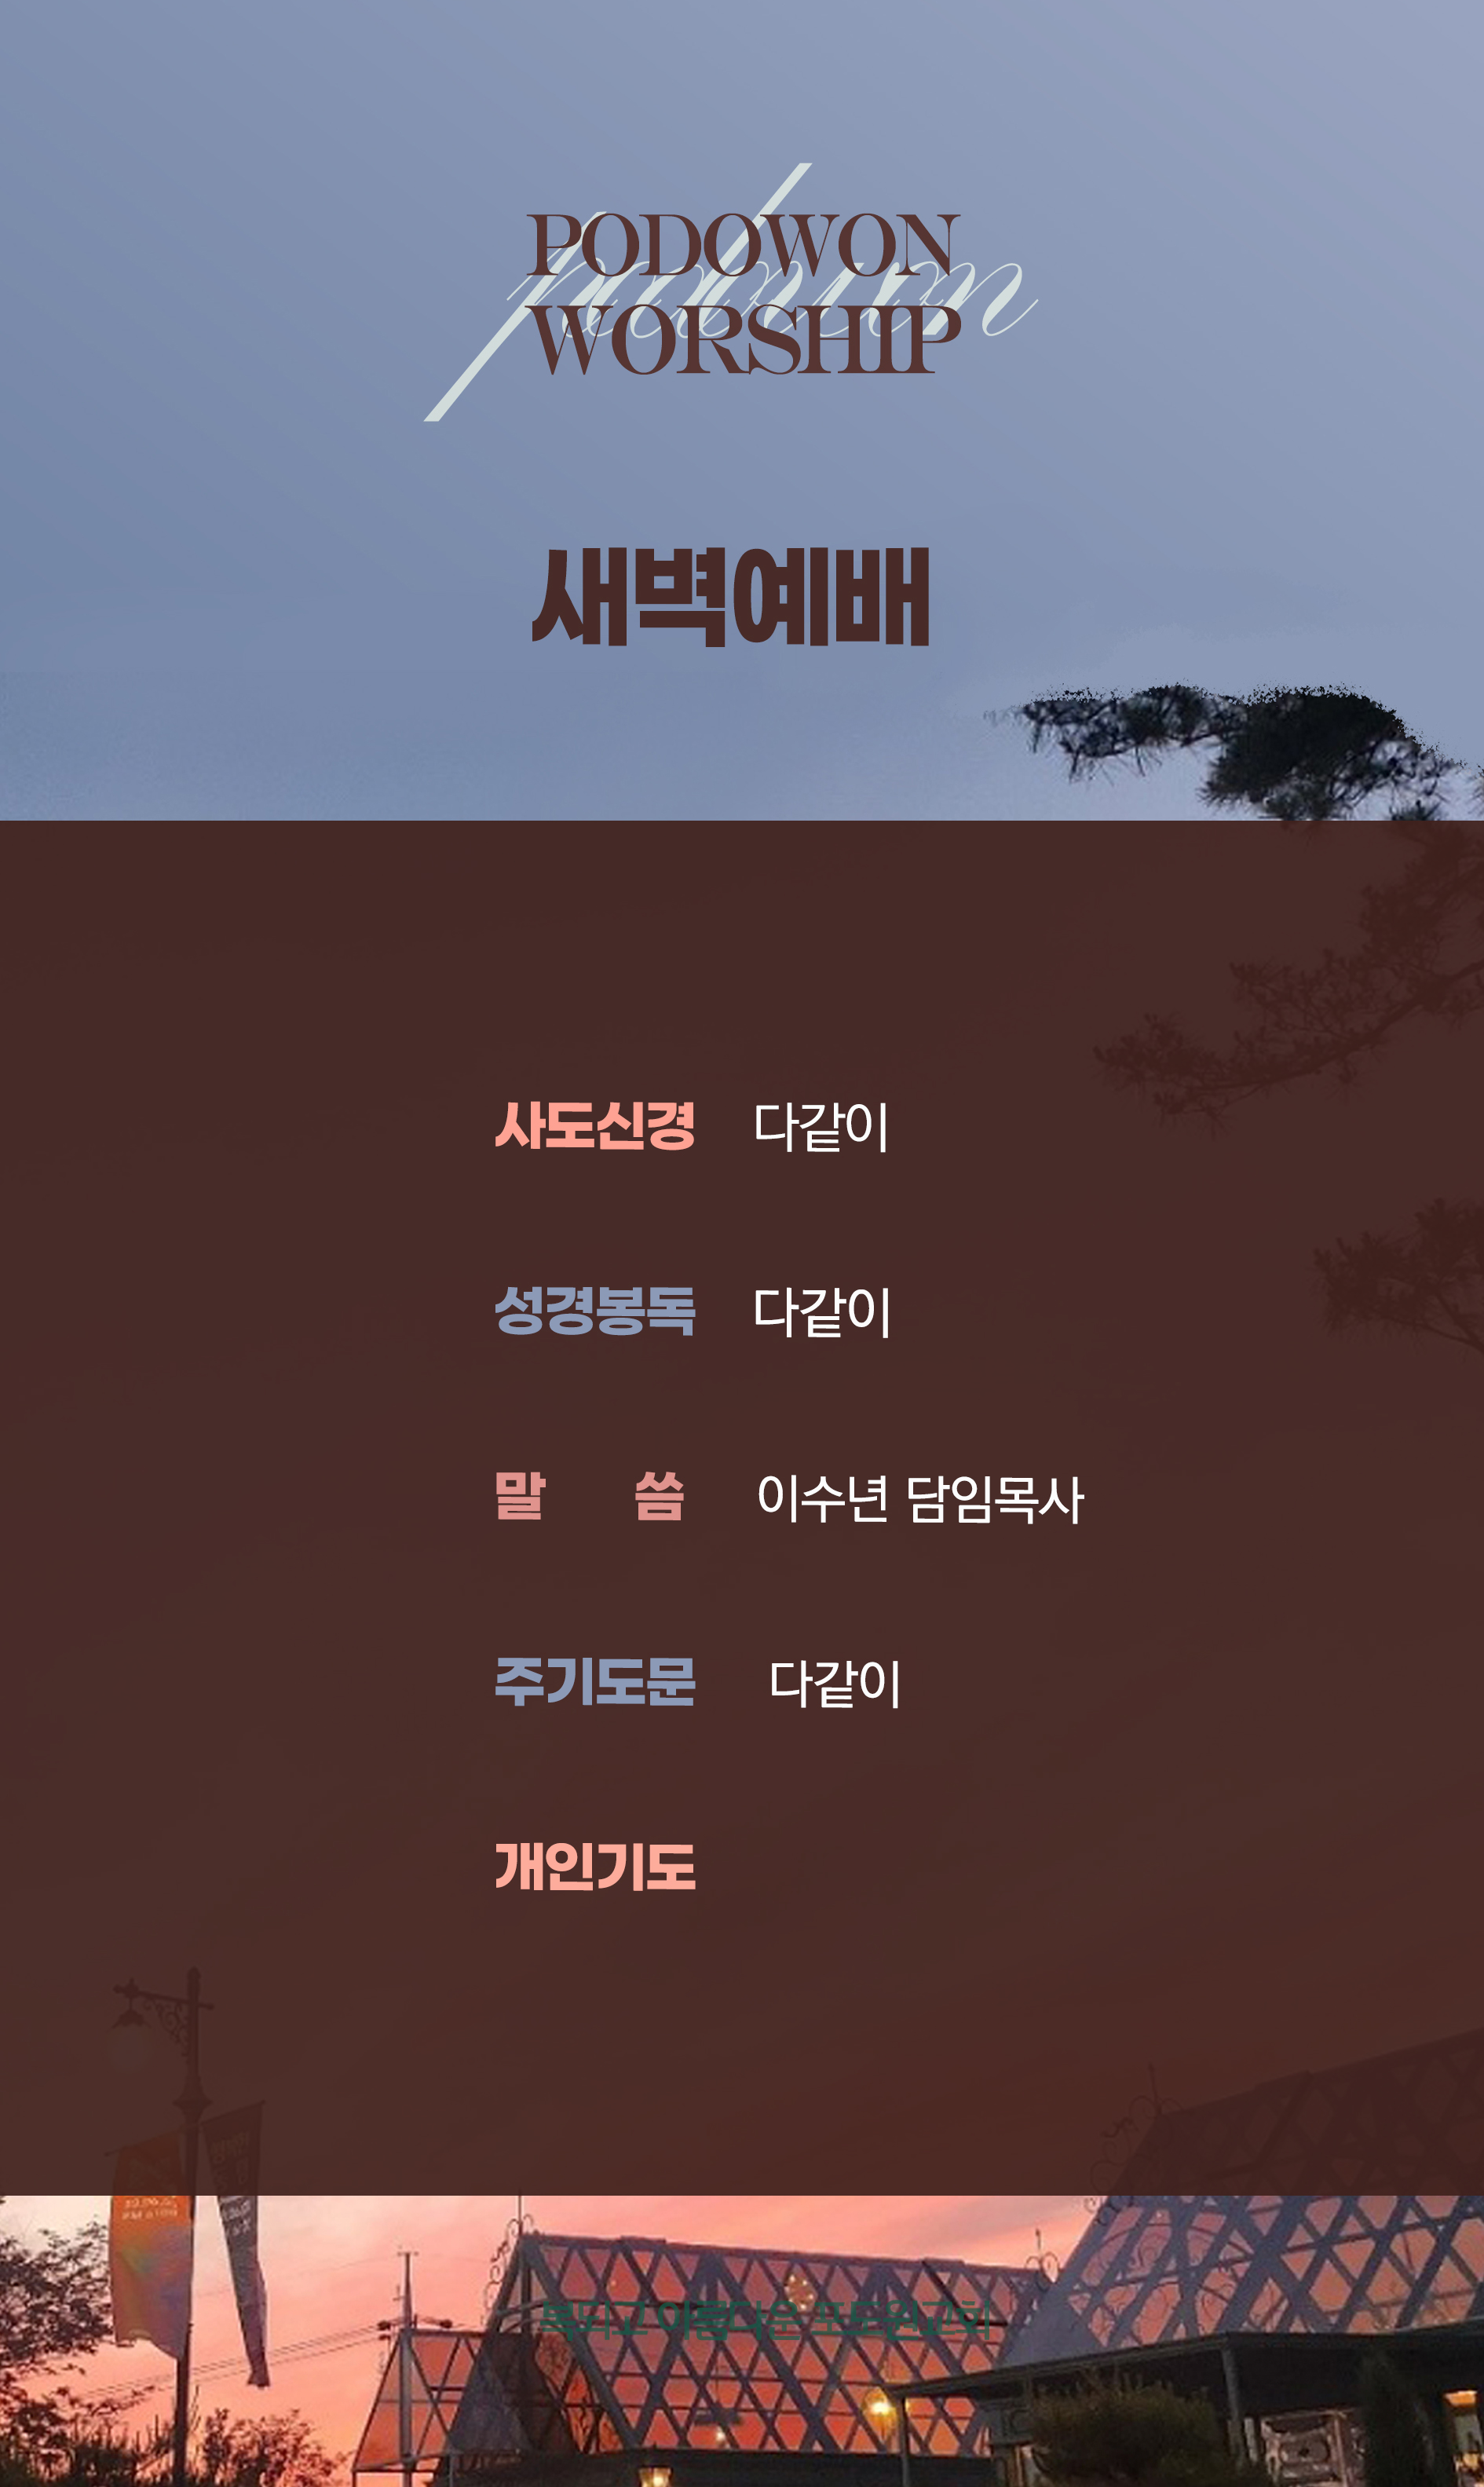 podowon
PODOWON
WORSHIP
새벽예배
사도신경 다같이
성경봉독 다같이
말 씀 이수년 담임목사
주기도문 다같이
개인기도
복되고 아름다운 포도원교회